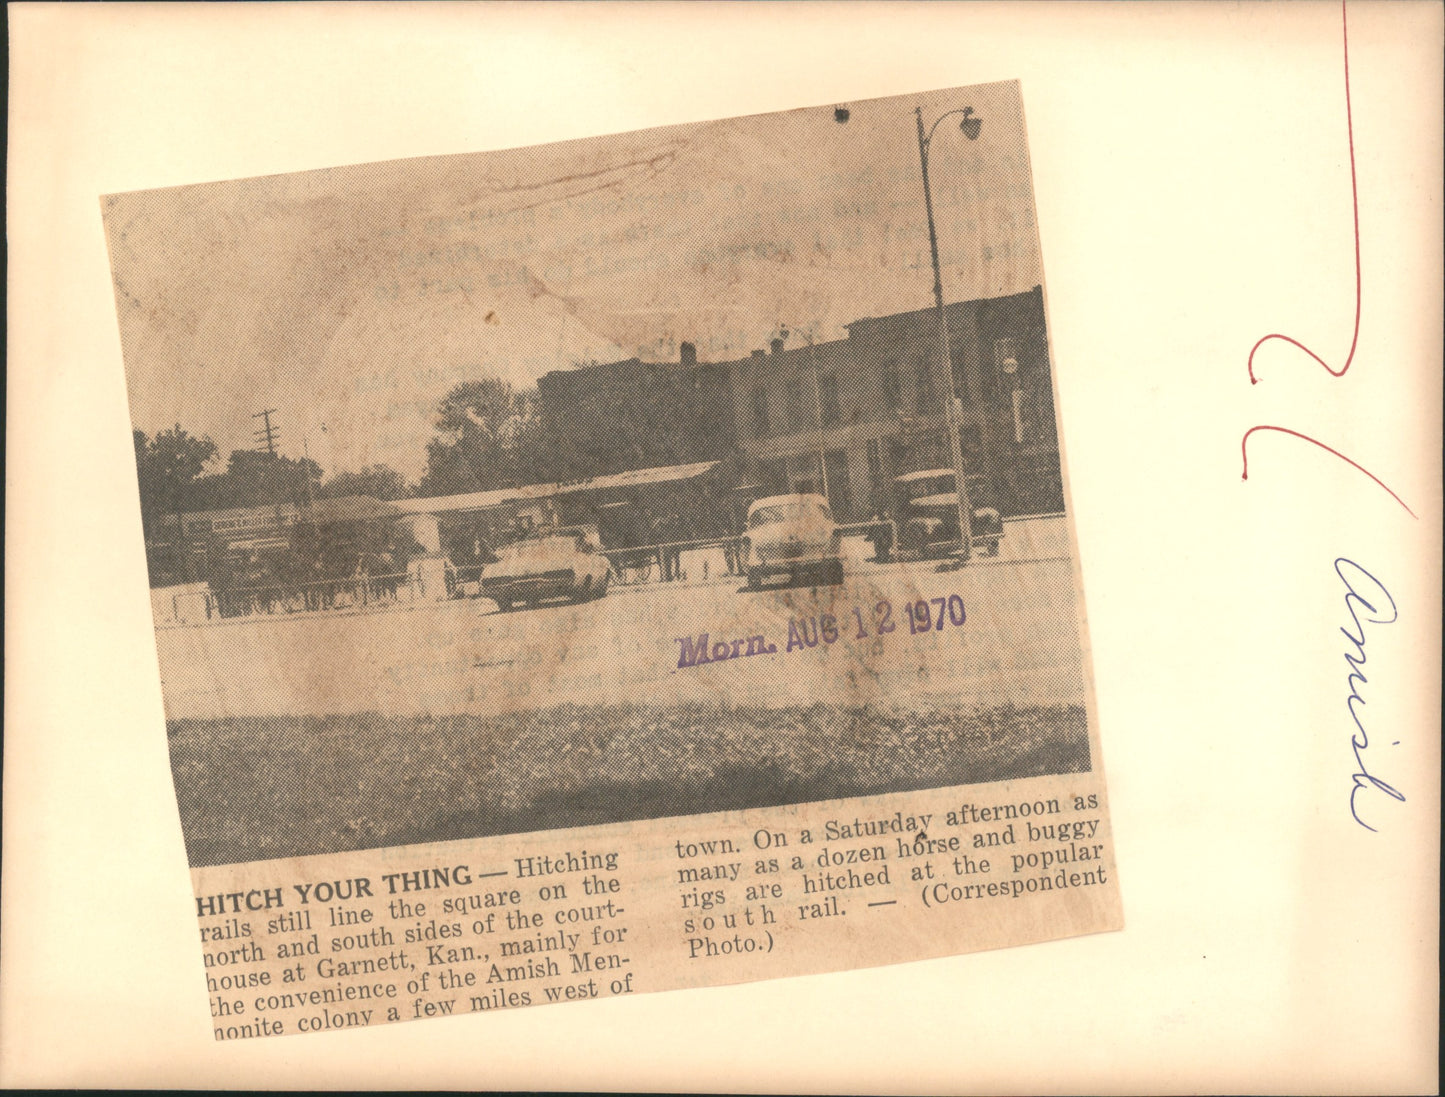 Morn. AUG 12 1970
HITCH YOUR THING — Hitching
rails still line the square on the
north and south sides of the court-
house at Garnett, Kan., mainly for
the convenience of the Amish Men-
nonite colony a few miles west of
town. On a Saturday afternoon as
many as a dozen horse and buggy
rigs are hitched at the popular
south rail. — (Correspondent
Photo.)
Amish